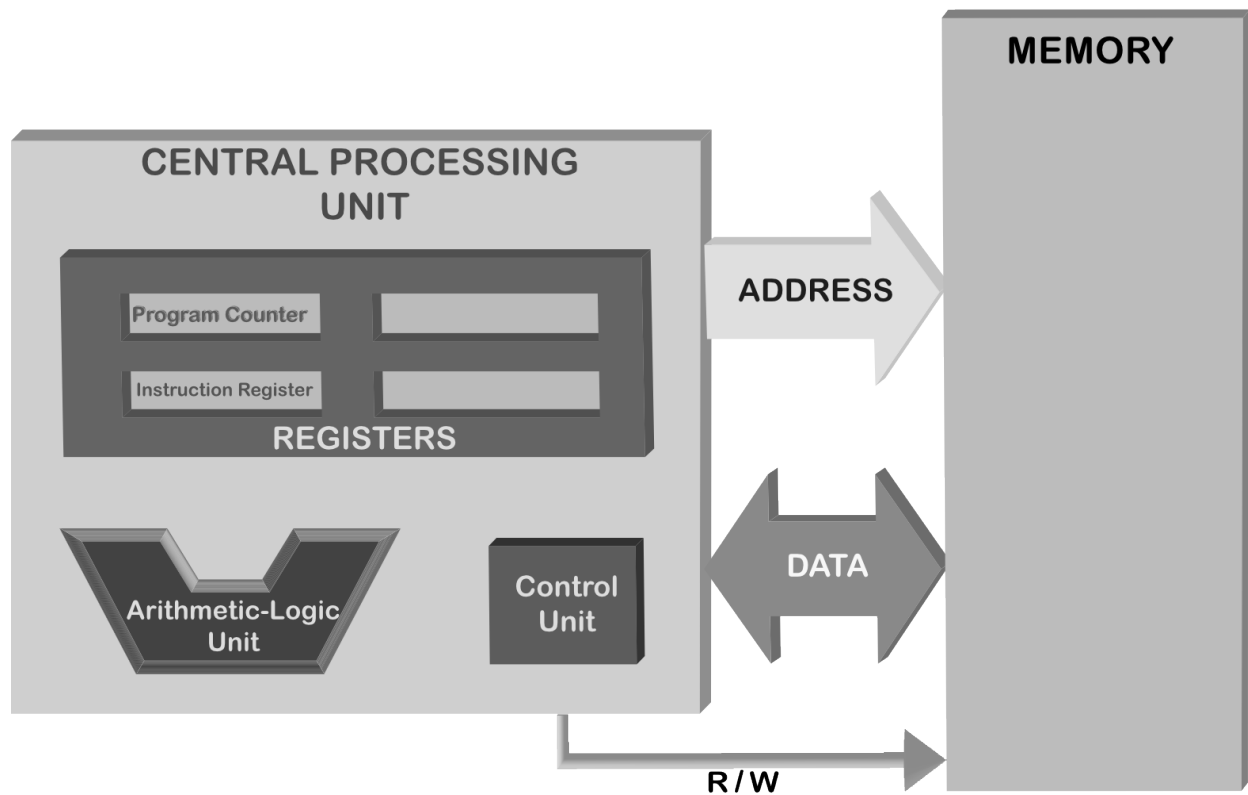 MEMORY
CENTRAL PROCESSING
UNIT
Program Counter
Instruction Register
REGISTERS
ADDRESS
Arithmetic-Logic
Unit
Control
Unit
DATA
R / W